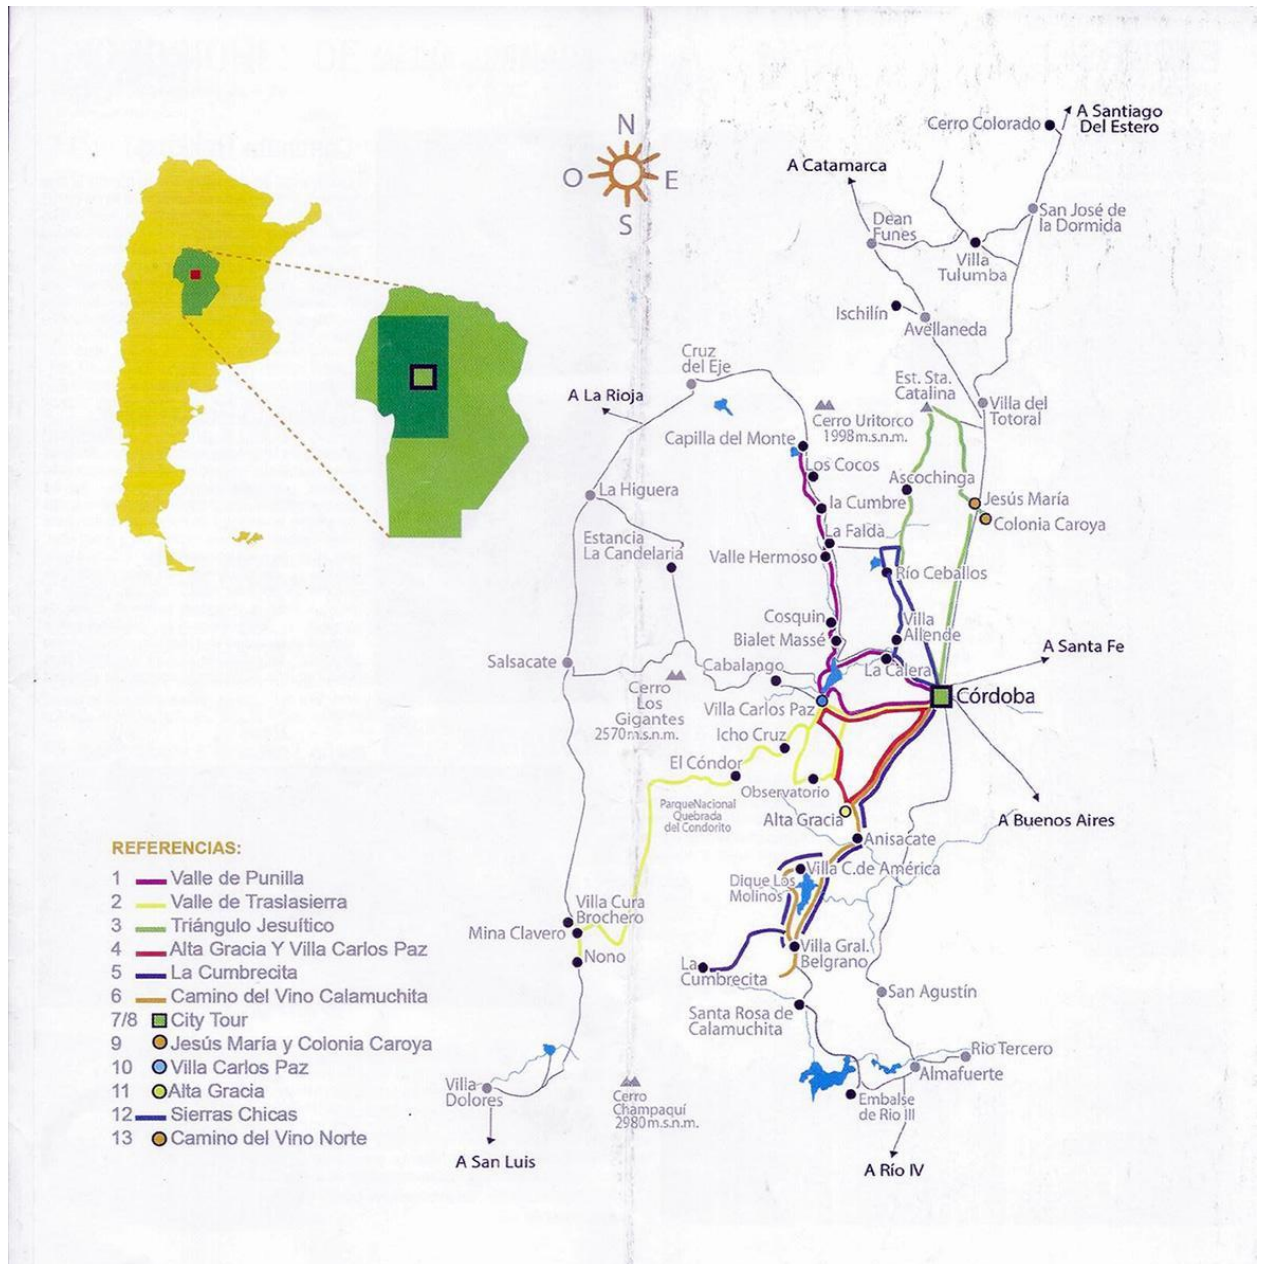 N
O
E
S
A Santiago
Del Estero
Cerro Colorado
A Catamarca
San José de
la Dormida
Dean
Funes
Villa
Tulumba
Ischilín
Avellaneda
Cruz
del Eje
Est. Sta.
Catalina
A La Rioja
Villa del
Totoral
Cerro Uritorco
1998m.s.n.m.
Capilla del Monte
Los Cocos
Ascochinga
La Higuera
la Cumbre
Jesús María
Colonia Caroya
La Falda
Estancia
La Candelaria
Valle Hermoso
Río Ceballos
Cosquin
Villa
Allende
Bialet Massé
A Santa Fe
Salsacate
Cabalango
La Calera
Cerro
Los
Gigantes
2570m.s.n.m.
Córdoba
Villa Carlos Paz
Icho Cruz
El Cóndor
Observatorio
ParqueNacional
Quebrada
del Condorito
Alta Gracia
A Buenos Aires
Anisacate
REFERENCIAS:
1 Valle de Punilla
2 Valle de Traslasierra
3 Triángulo Jesuítico
4 Alta Gracia Y Villa Carlos Paz
5 La Cumbrecita
6 Camino del Vino Calamuchita
7/8 City Tour
9 Jesús María y Colonia Caroya
10 Villa Carlos Paz
11 Alta Gracia
12 Sierras Chicas
13 Camino del Vino Norte
Villa C.de América
Dique Los
Molinos
Villa Cura
Brochero
Mina Clavero
Nono
Villa Gral.
Belgrano
La
Cumbrecita
San Agustín
Santa Rosa de
Calamuchita
Rio Tercero
Almafuerte
Villa
Dolores
Cerro
Champaquí
2980m.s.n.m.
Embalse
de Rio III
A San Luis
A Río IV